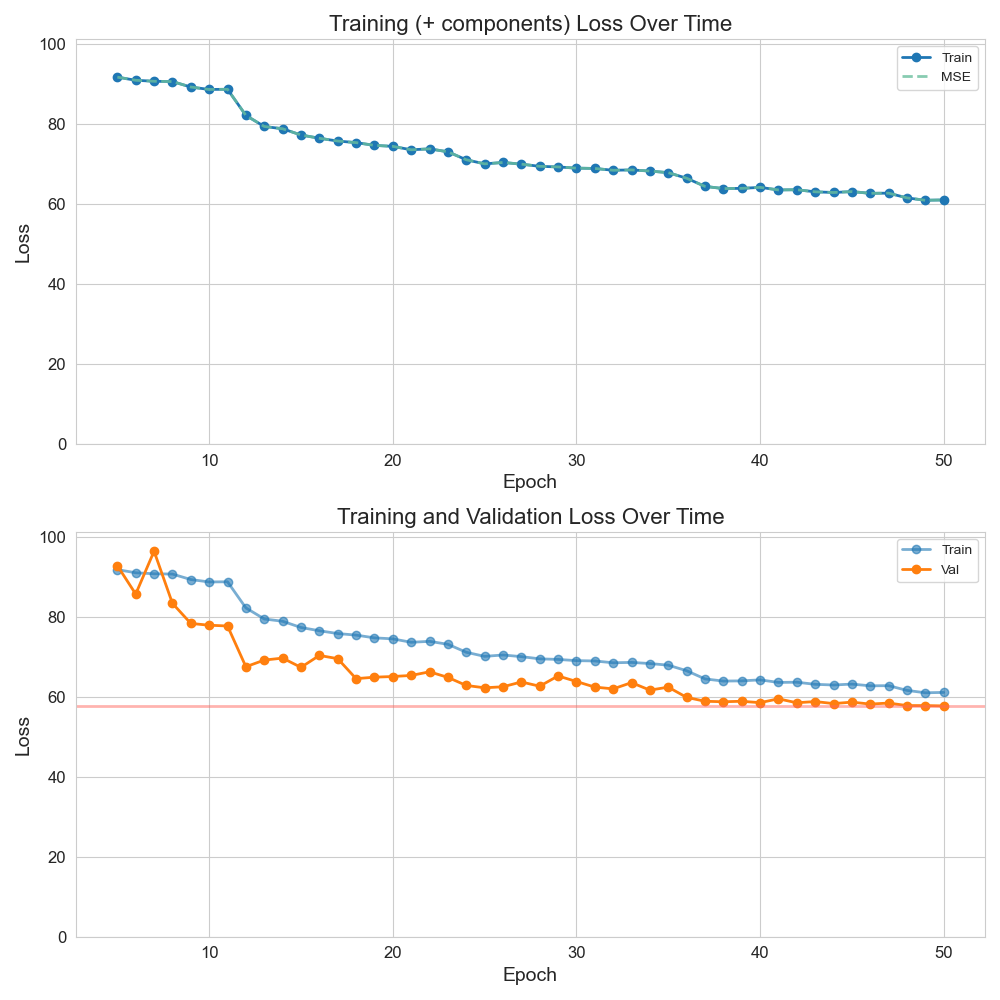 Training (+ components) Loss Over Time
100
80
60
40
20
0
Loss
Train
MSE
10 20 30 40 50
Epoch
Training and Validation Loss Over Time
100
80
60
40
20
0
Loss
Train
Val
10 20 30 40 50
Epoch